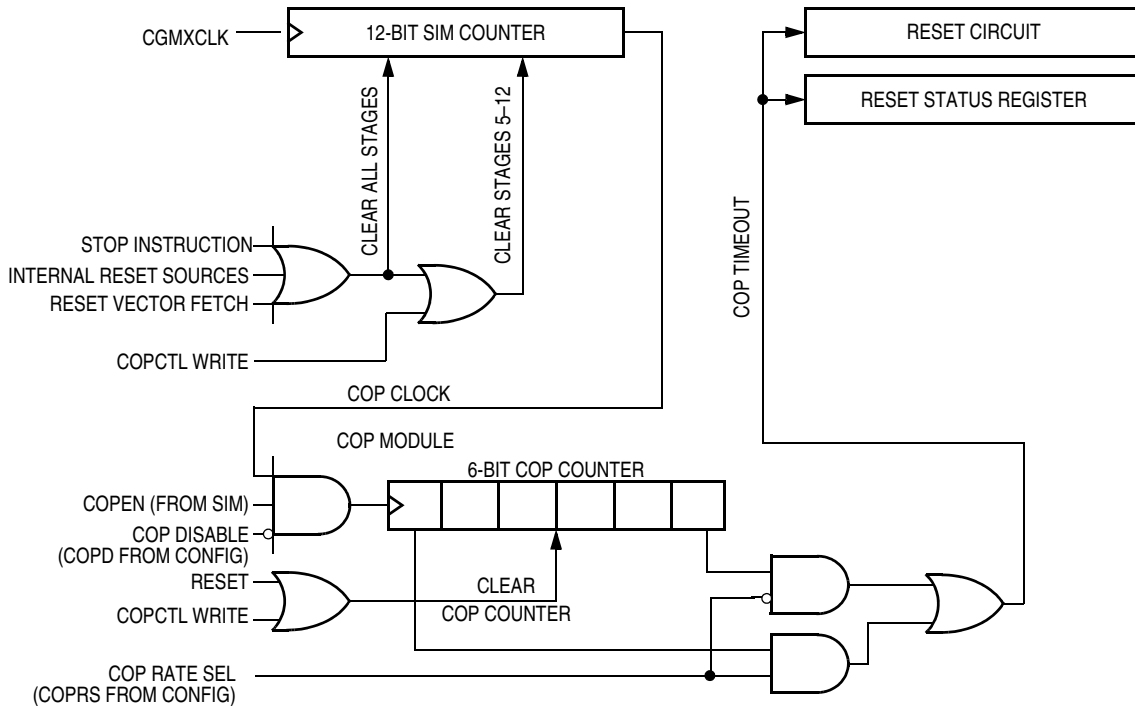 CGMXCLK
12-BIT SIM COUNTER
RESET CIRCUIT
RESET STATUS REGISTER
CLEAR ALL STAGES
CLEAR STAGES 5–12
COP TIMEOUT
STOP INSTRUCTION
INTERNAL RESET SOURCES
RESET VECTOR FETCH
COPCTL WRITE
COP CLOCK
COP MODULE
6-BIT COP COUNTER
COPEN (FROM SIM)
COP DISABLE
(COPD FROM CONFIG)
RESET
COPCTL WRITE
CLEAR
COP COUNTER
COP RATE SEL
(COPRS FROM CONFIG)